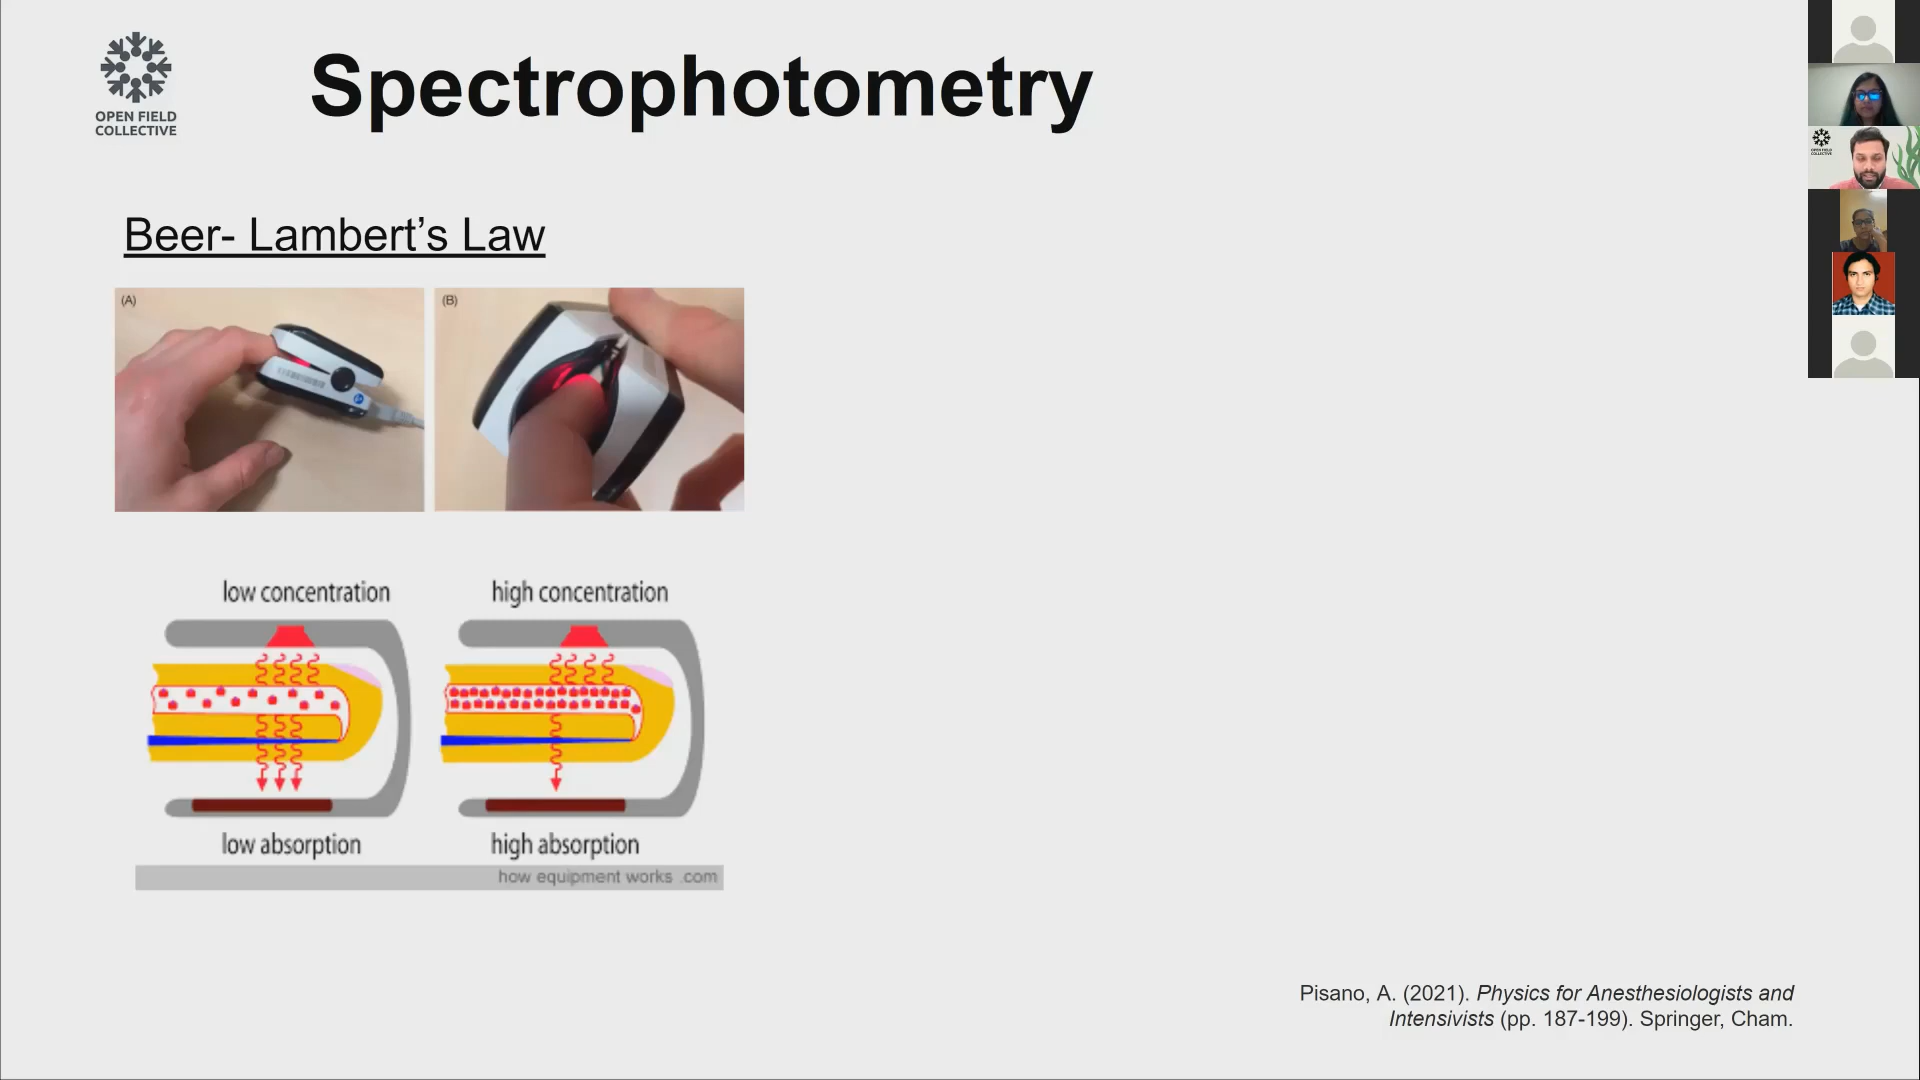 OPEN FIELD
COLLECTIVE
Spectrophotometry
Beer- Lambert’s Law
(A)
(B)
low concentration
high concentration
low absorption
high absorption
how equipment works .com
Pisano, A. (2021). Physics for Anesthesiologists and
Intensivists (pp. 187-199). Springer, Cham.